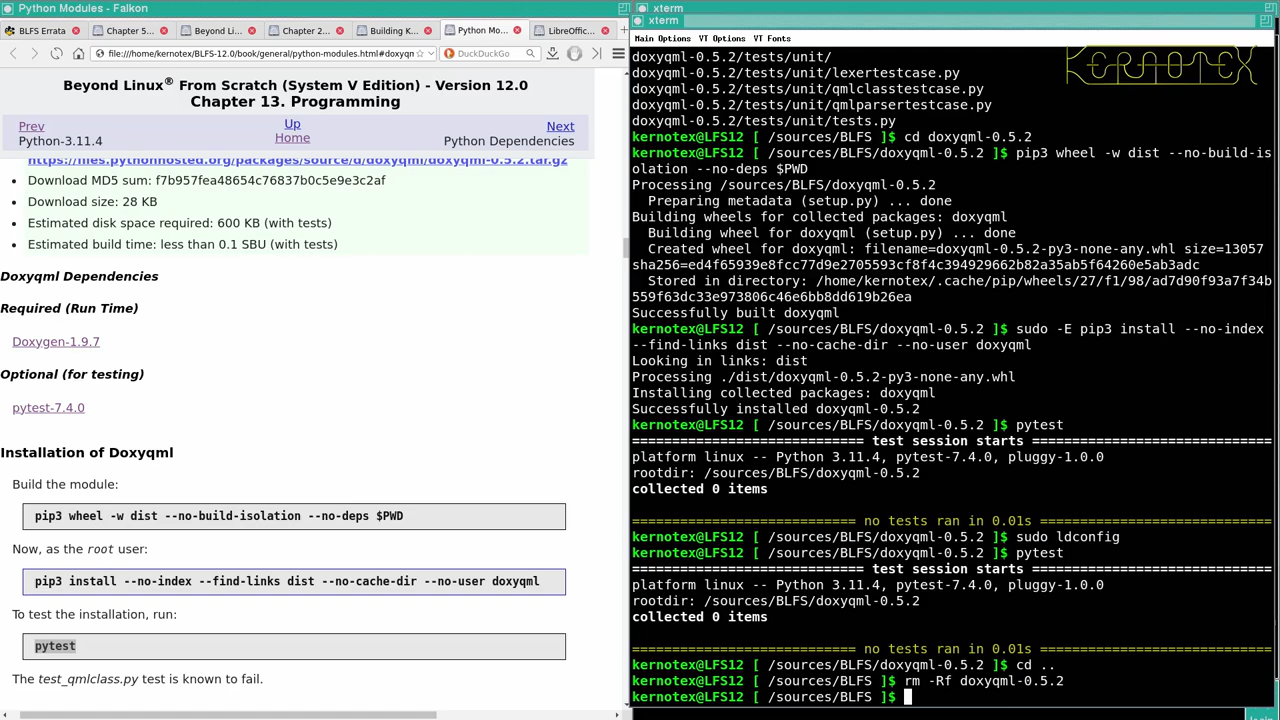 Python Modules - Falkon
BLFS Errata
Chapter 5...
Beyond Li...
Chapter 2...
Building K...
Python Mo...
LibreOffic...
file:///home/kernotex/BLFS-12.0/book/general/python-modules.html#doxyqn
DuckDuckGo
Beyond Linux® From Scratch (System V Edition) - Version 12.0
Chapter 13. Programming
Prev
Up
Next
Python-3.11.4
Home
Python Dependencies
https://files.pythonhosted.org/packages/source/d/doxyqml/doxyqml-0.5.2.tar.gz
Download MD5 sum: f7b957fea48654c76837b0c5e9e3c2af
Download size: 28 KB
Estimated disk space required: 600 KB (with tests)
Estimated build time: less than 0.1 SBU (with tests)
Doxyqml Dependencies
Required (Run Time)
Doxygen-1.9.7
Optional (for testing)
pytest-7.4.0
Installation of Doxyqml
Build the module:
pip3 wheel -w dist --no-build-isolation --no-deps $PWD
Now, as the root user:
pip3 install --no-index --find-links dist --no-cache-dir --no-user doxyqml
To test the installation, run:
pytest
The test_qmlclass.py test is known to fail.
xterm
xterm
Main Options VT Options VT Fonts
KERNOTEX
doxyqml-0.5.2/tests/unit/
doxyqml-0.5.2/tests/unit/lexertestcase.py
doxyqml-0.5.2/tests/unit/qmlclasstestcase.py
doxyqml-0.5.2/tests/unit/qmlparsertestcase.py
doxyqml-0.5.2/tests/unit/tests.py
kernotex@LFS12 [ /sources/BLFS ]$ cd doxyqml-0.5.2
kernotex@LFS12 [ /sources/BLFS/doxyqml-0.5.2 ]$ pip3 wheel -w dist --no-build-is
olation --no-deps $PWD
Processing /sources/BLFS/doxyqml-0.5.2
Preparing metadata (setup.py) ... done
Building wheels for collected packages: doxyqml
Building wheel for doxyqml (setup.py) ... done
Created wheel for doxyqml: filename=doxyqml-0.5.2-py3-none-any.whl size=13057
sha256=ed4f65939e8fcc77d9e2705593cf8f4c394929662b82a35ab5f64260e5ab3adc
Stored in directory: /home/kernotex/.cache/pip/wheels/27/f1/98/ad7d90f93a7f34b
559f63dc33e973806c46e6bb8dd619b26ea
Successfully built doxyqml
kernotex@LFS12 [ /sources/BLFS/doxyqml-0.5.2 ]$ sudo -E pip3 install --no-index
--find-links dist --no-cache-dir --no-user doxyqml
Looking in links: dist
Processing ./dist/doxyqml-0.5.2-py3-none-any.whl
Installing collected packages: doxyqml
Successfully installed doxyqml-0.5.2
kernotex@LFS12 [ /sources/BLFS/doxyqml-0.5.2 ]$ pytest
============================= test session starts ==============================
platform linux -- Python 3.11.4, pytest-7.4.0, pluggy-1.0.0
rootdir: /sources/BLFS/doxyqml-0.5.2
collected 0 items
============================ no tests ran in 0.01s =============================
kernotex@LFS12 [ /sources/BLFS/doxyqml-0.5.2 ]$ sudo ldconfig
kernotex@LFS12 [ /sources/BLFS/doxyqml-0.5.2 ]$ pytest
============================= test session starts ==============================
platform linux -- Python 3.11.4, pytest-7.4.0, pluggy-1.0.0
rootdir: /sources/BLFS/doxyqml-0.5.2
collected 0 items
============================ no tests ran in 0.01s =============================
kernotex@LFS12 [ /sources/BLFS/doxyqml-0.5.2 ]$ cd ..
kernotex@LFS12 [ /sources/BLFS ]$ rm -Rf doxyqml-0.5.2
kernotex@LFS12 [ /sources/BLFS ]$